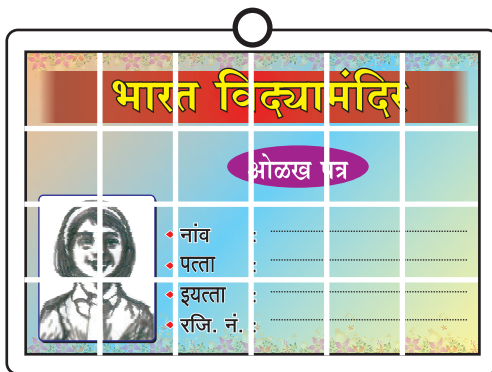 भारत विद्यामंदिर
ओळख पत्र
नांव :
पत्ता :
इयत्ता :
रजि. नं. :